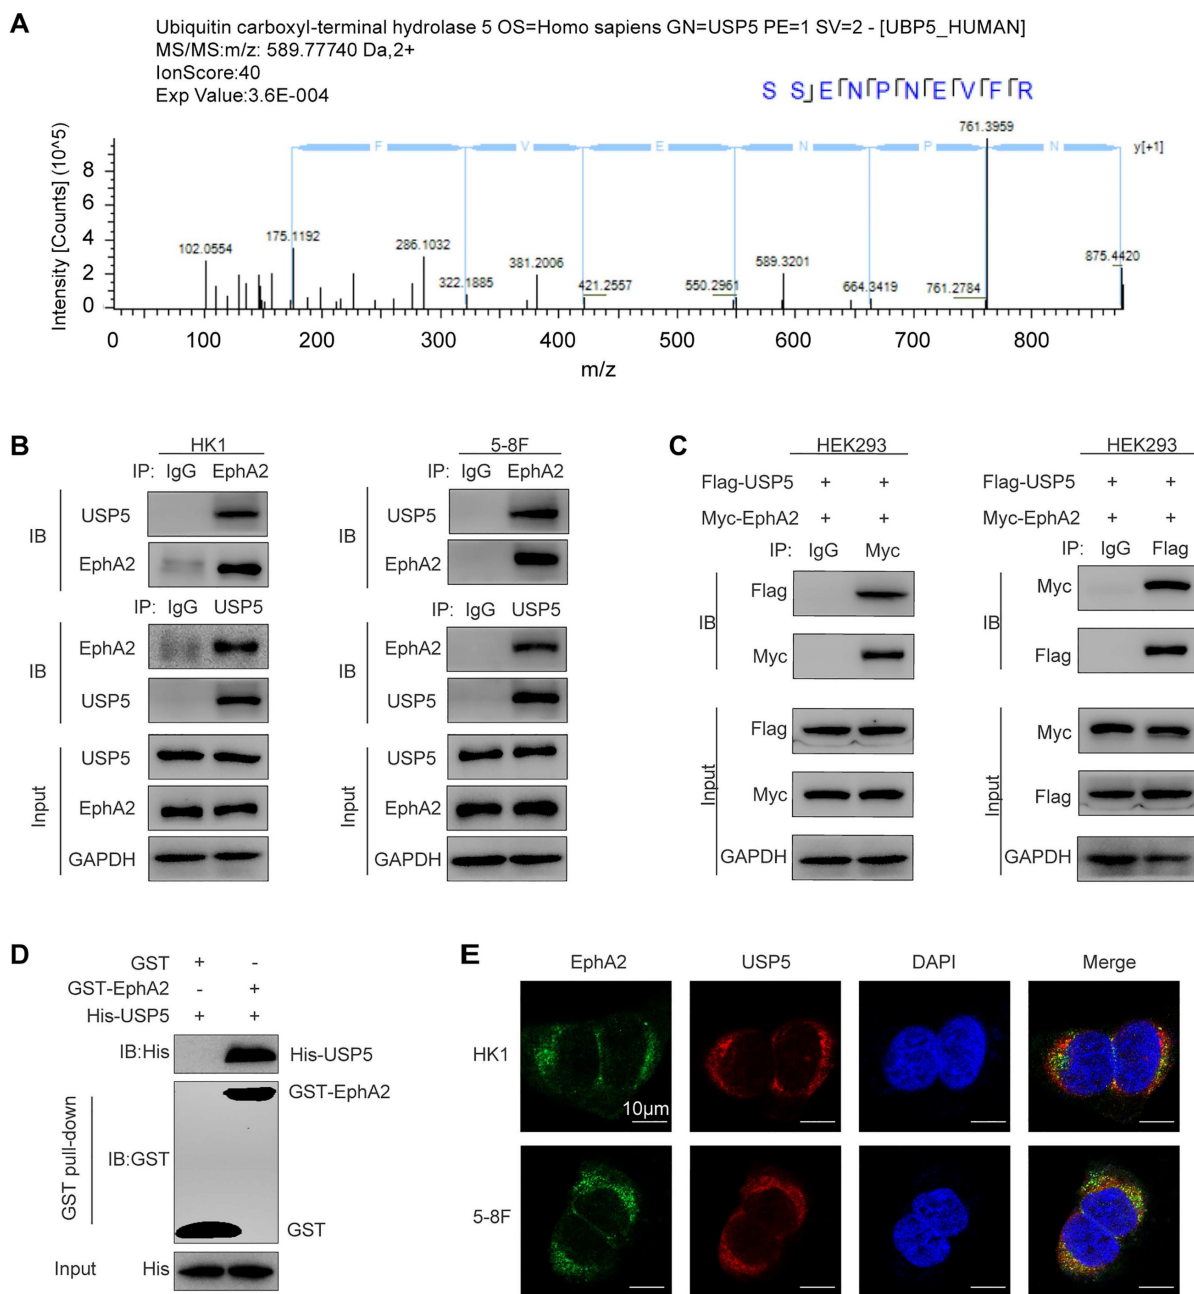 A
Ubiquitin carboxyl-terminal hydrolase 5 OS=Homo sapiens GN=USP5 PE=1 SV=2 - [UBP5_HUMAN]
MS/MS:m/z: 589.77740 Da,2+
IonScore:40
Exp Value:3.6E-004
S S E N P N E V F R
Intensity [Counts] (10^5)
8
6
4
2
0
F V E N P N
y[+1]
102.0554
175.1192
286.1032
322.1885
381.2006
421.2557
550.2961
589.3201
664.3419
761.2784
761.3959
875.4420
0 100 200 300 400 500 600 700 800
m/z
B
HK1
IP: IgG EphA2
IB
USP5
EphA2
IP: IgG USP5
IB
EphA2
USP5
Input
USP5
EphA2
GAPDH
5-8F
IP: IgG EphA2
IB
USP5
EphA2
IP: IgG USP5
IB
EphA2
USP5
Input
USP5
EphA2
GAPDH
C
HEK293
Flag-USP5 + +
Myc-EphA2 + +
IP: IgG Myc
IB
Flag
Myc
Input
Flag
Myc
GAPDH
HEK293
Flag-USP5 + +
Myc-EphA2 + +
IP: IgG Flag
IB
Myc
Flag
Input
Myc
Flag
GAPDH
D
GST + -
GST-EphA2 - +
His-USP5 + +
GST pull-down
IB:His His-USP5
GST-EphA2
IB:GST
GST
Input His
E
EphA2 USP5 DAPI Merge
HK1
10μm
5-8F